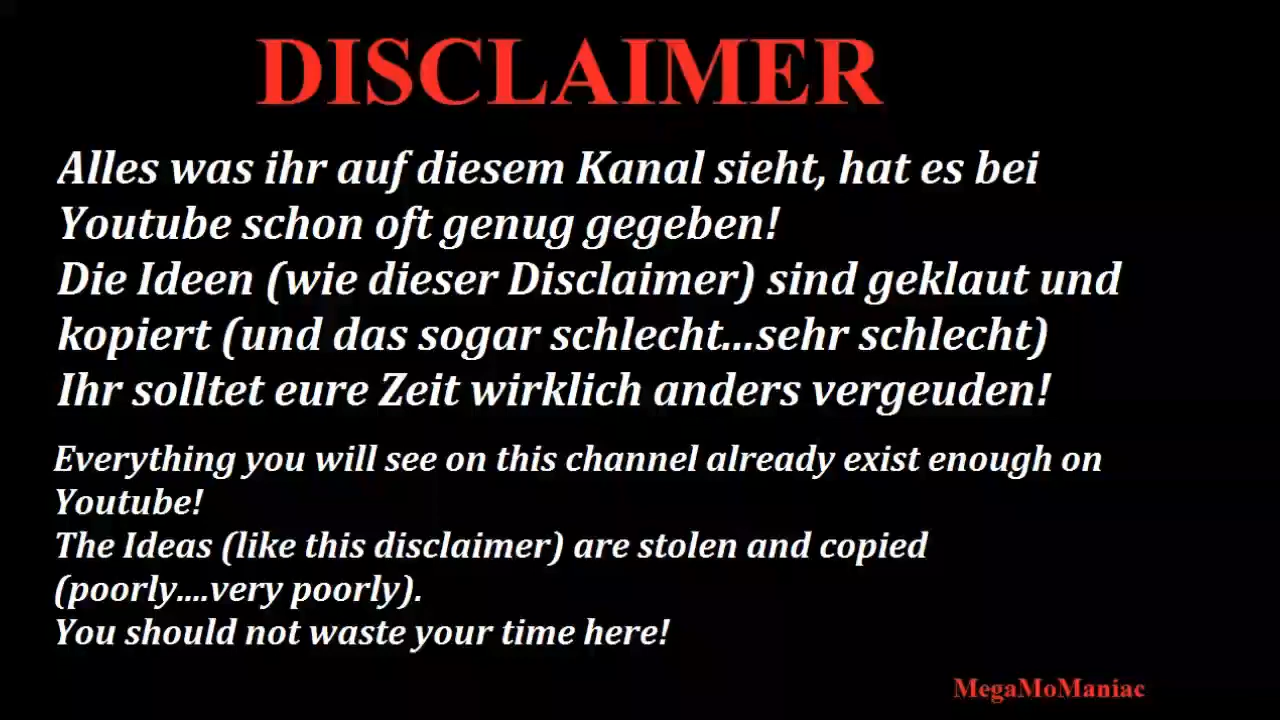 DISCLAIMER
Alles was ihr auf diesem Kanal sieht, hat es bei
Youtube schon oft genug gegeben!
Die Ideen (wie dieser Disclaimer) sind geklaut und
kopiert (und das sogar schlecht...sehr schlecht)
Ihr solltet eure Zeit wirklich anders vergeuden!
Everything you will see on this channel already exist enough on
Youtube!
The Ideas (like this disclaimer) are stolen and copied
(poorly....very poorly).
You should not waste your time here!
MegaMoManiac